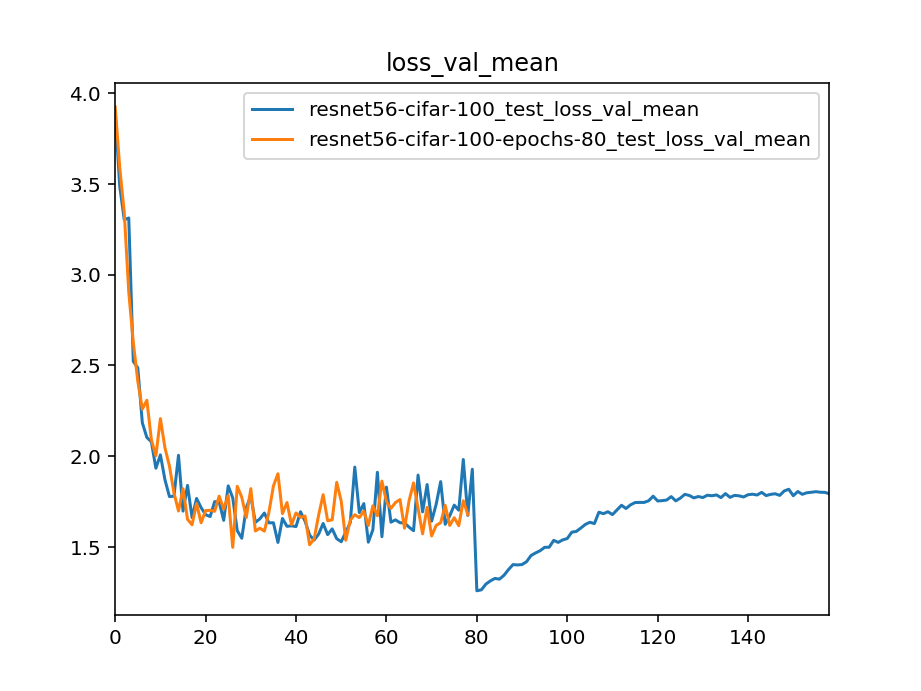 loss_val_mean
resnet56-cifar-100_test_loss_val_mean
resnet56-cifar-100-epochs-80_test_loss_val_mean
4.0
3.5
3.0
2.5
2.0
1.5
0 20 40 60 80 100 120 140